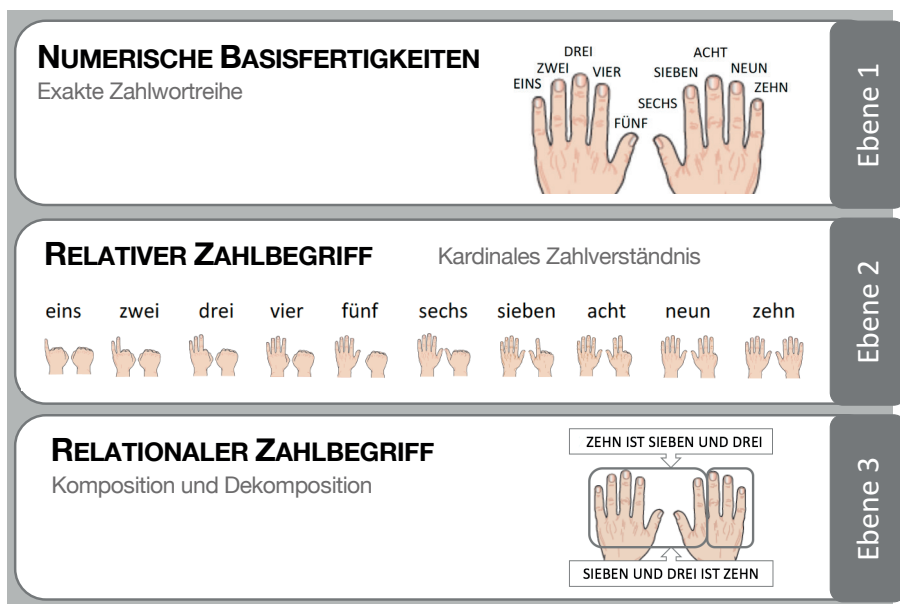 NUMERISCHE BASISFERTIGKEITEN
Exakte Zahlwortreihe
EINS ZWEI DREI VIER FÜNF SECHS SIEBEN ACHT NEUN ZEHN
Ebene 1
RELATIVER ZAHLBEGRIFF Kardinales Zahlverständnis
eins zwei drei vier fünf sechs sieben acht neun zehn
Ebene 2
RELATIONALER ZAHLBEGRIFF
Komposition und Dekomposition
ZEHN IST SIEBEN UND DREI
SIEBEN UND DREI IST ZEHN
Ebene 3